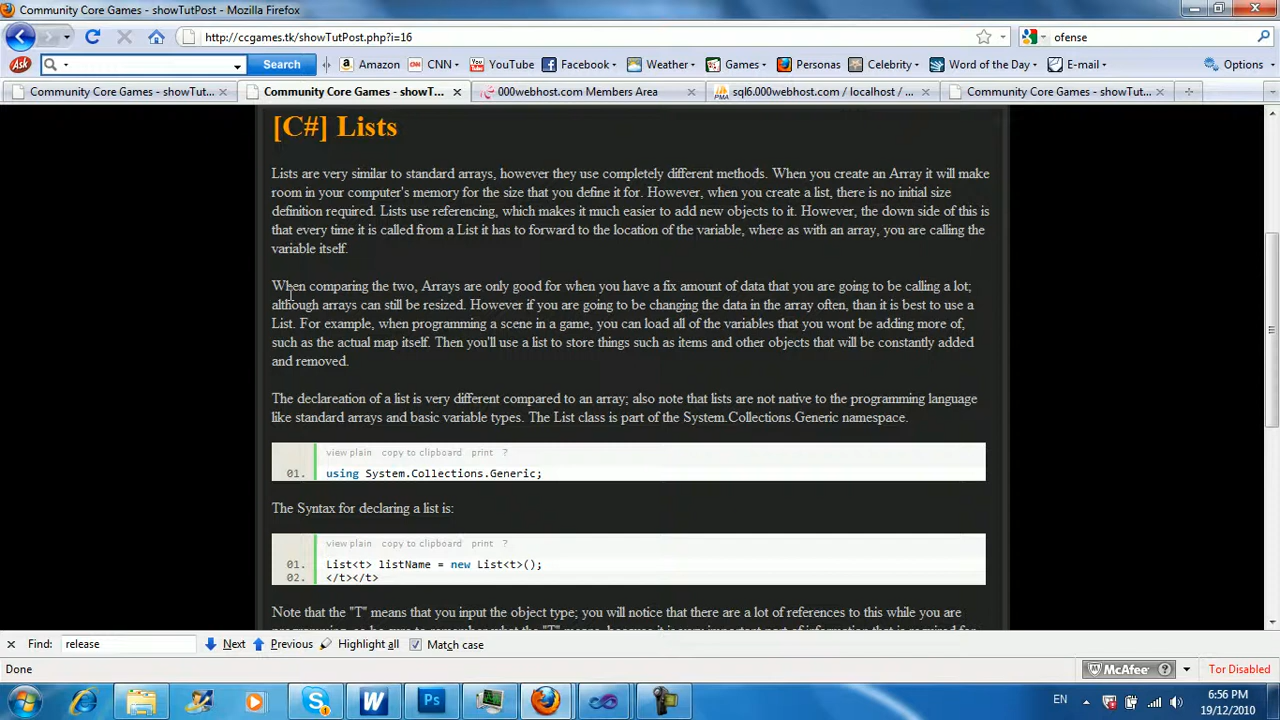 Community Core Games - showTutPost - Mozilla Firefox
http://ccgames.tk/showTutPost.php?i=16
ofense
Ask Search Amazon CNN YouTube Facebook Weather Games Personas Celebrity Word of the Day E-mail Options
Community Core Games - showTut... Community Core Games - showT... 000webhost.com Members Area sql6.000webhost.com / localhost / ... Community Core Games - showTut...
[C#] Lists
Lists are very similar to standard arrays, however they use completely different methods. When you create an Array it will make
room in your computer's memory for the size that you define it for. However, when you create a list, there is no initial size
definition required. Lists use referencing, which makes it much easier to add new objects to it. However, the down side of this is
that every time it is called from a List it has to forward to the location of the variable, where as with an array, you are calling the
variable itself.
When comparing the two, Arrays are only good for when you have a fix amount of data that you are going to be calling a lot;
although arrays can still be resized. However if you are going to be changing the data in the array often, than it is best to use a
List. For example, when programming a scene in a game, you can load all of the variables that you wont be adding more of,
such as the actual map itself. Then you'll use a list to store things such as items and other objects that will be constantly added
and removed.
The declareation of a list is very different compared to an array; also note that lists are not native to the programming language
like standard arrays and basic variable types. The List class is part of the System.Collections.Generic namespace.
view plain copy to clipboard print ?
01. using System.Collections.Generic;
The Syntax for declaring a list is:
view plain copy to clipboard print ?
01. List<t> listName = new List<t>();
02. </t></t>
Note that the "T" means that you input the object type; you will notice that there are a lot of references to this while you are
Find: release Next Previous Highlight all Match case
Done McAfee Tor Disabled
EN 6:56 PM
19/12/2010